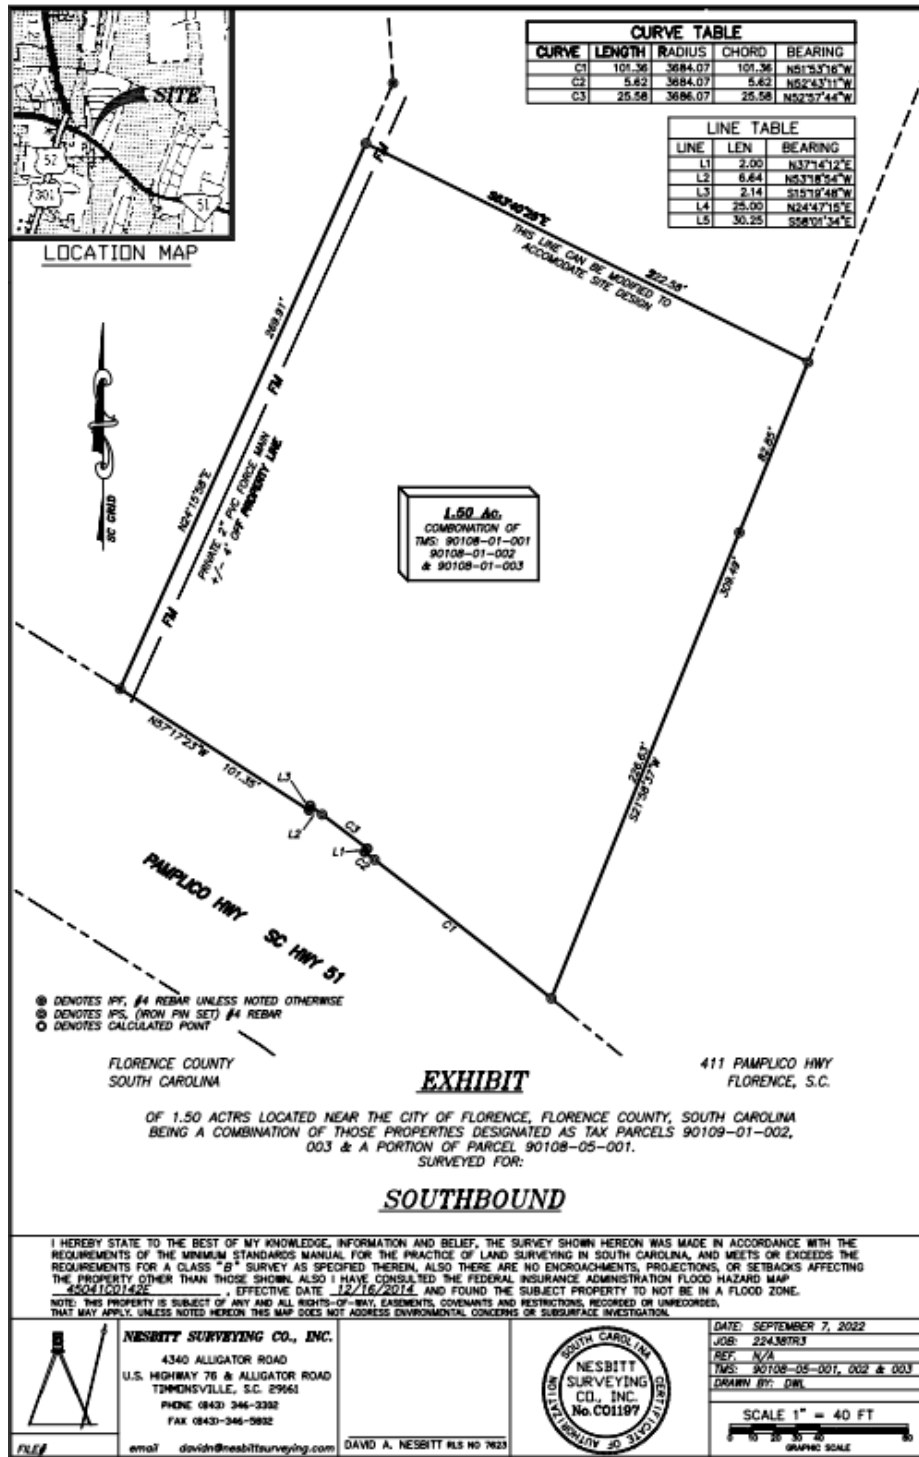 SITE
52
301
51
LOCATION MAP
CURVE TABLE
CURVE LENGTH RADIUS CHORD BEARING
C1 101.36 3684.07 101.36 N51°53'16"W
C2 5.62 3684.07 5.62 N52°43'11"W
C3 25.58 3686.07 25.58 N52°57'44"W
LINE TABLE
LINE LEN BEARING
L1 2.00 N37°14'12"E
L2 6.64 N53°18'54"W
L3 2.14 S15°19'48"W
L4 25.00 N24°47'15"E
L5 30.25 S58°01'34"E
FM
S63°40'28"E
322.58'
THIS LINE CAN BE MODIFIED TO
ACCOMODATE SITE DESIGN
269.91'
N24°15'58"E
FM
PRIVATE 2" PVC FORCE MAIN
+/- 4' OFF PROPERTY LINE
FM
SC GRID
82.85'
309.49'
226.63'
S21°58'37"W
1.50 Ac.
COMBONATION OF
TMS: 90108-01-001
90108-01-002
& 90108-01-003
N57°17'23"W
101.35'
L3
L2
C3
L1
C2
C1
PAMPLICO HWY SC HWY 51
DENOTES IPF, #4 REBAR UNLESS NOTED OTHERWISE
DENOTES IPS, (IRON PIN SET) #4 REBAR
DENOTES CALCULATED POINT
FLORENCE COUNTY
SOUTH CAROLINA
411 PAMPLICO HWY
FLORENCE, S.C.
EXHIBIT
OF 1.50 ACTRS LOCATED NEAR THE CITY OF FLORENCE, FLORENCE COUNTY, SOUTH CAROLINA
BEING A COMBINATION OF THOSE PROPERTIES DESIGNATED AS TAX PARCELS 90109-01-002,
003 & A PORTION OF PARCEL 90108-05-001.
SURVEYED FOR:
SOUTHBOUND
I HEREBY STATE TO THE BEST OF MY KNOWLEDGE, INFORMATION AND BELIEF, THE SURVEY SHOWN HEREON WAS MADE IN ACCORDANCE WITH THE
REQUIREMENTS OF THE MINIMUM STANDARDS MANUAL FOR THE PRACTICE OF LAND SURVEYING IN SOUTH CAROLINA, AND MEETS OR EXCEEDS THE
REQUIREMENTS FOR A CLASS "B" SURVEY AS SPECIFIED THEREIN, ALSO THERE ARE NO ENCROACHMENTS, PROJECTIONS, OR SETBACKS AFFECTING
THE PROPERTY OTHER THAN THOSE SHOWN. ALSO I HAVE CONSULTED THE FEDERAL INSURANCE ADMINISTRATION FLOOD HAZARD MAP
45041C0142E , EFFECTIVE DATE 12/16/2014 AND FOUND THE SUBJECT PROPERTY TO NOT BE IN A FLOOD ZONE.
NOTE: THIS PROPERTY IS SUBJECT OF ANY AND ALL RIGHTS-OF-WAY, EASEMENTS, COVENANTS AND RESTRICTIONS, RECORDED OR UNRECORDED,
THAT MAY APPLY. UNLESS NOTED HEREON THIS MAP DOES NOT ADDRESS ENVIRONMENTAL CONCERNS OR SUBSURFACE INVESTIGATION.
FILE#
NESBITT SURVEYING CO., INC.
4340 ALLIGATOR ROAD
U.S. HIGHWAY 76 & ALLIGATOR ROAD
TIMMONSVILLE, S.C. 29161
PHONE (843) 346-3302
FAX (843)-346-5802
email davidn@nesbittsurveying.com
DAVID A. NESBITT RLS NO 7623
SOUTH CAROLINA
CERTIFICATE OF AUTHORIZATION
NESBITT
SURVEYING
CO., INC.
No. C01197
DATE: SEPTEMBER 7, 2022
JOB: 22438TR3
REF. N/A
TMS: 90108-05-001, 002 & 003
DRAWN BY: DWL
SCALE 1" = 40 FT
0 10 20 30 40 80
GRAPHIC SCALE